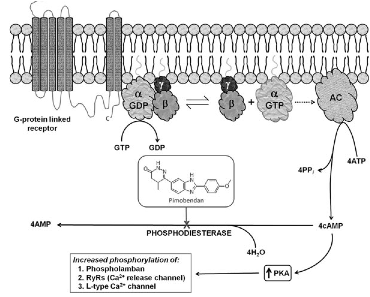 α
GDP
γ
β
γ
β
+
α
GTP
AC
G-protein linked
receptor
C
GTP
GDP
4PPi
4ATP
O
H
N
N
N
N
H
O
Pimobendan
4AMP
PHOSPHODIESTERASE
4cAMP
4H2O
Increased phosphorylation of:
1. Phospholamban
2. RyRs (Ca2+ release channel)
3. L-type Ca2+ channel
PKA